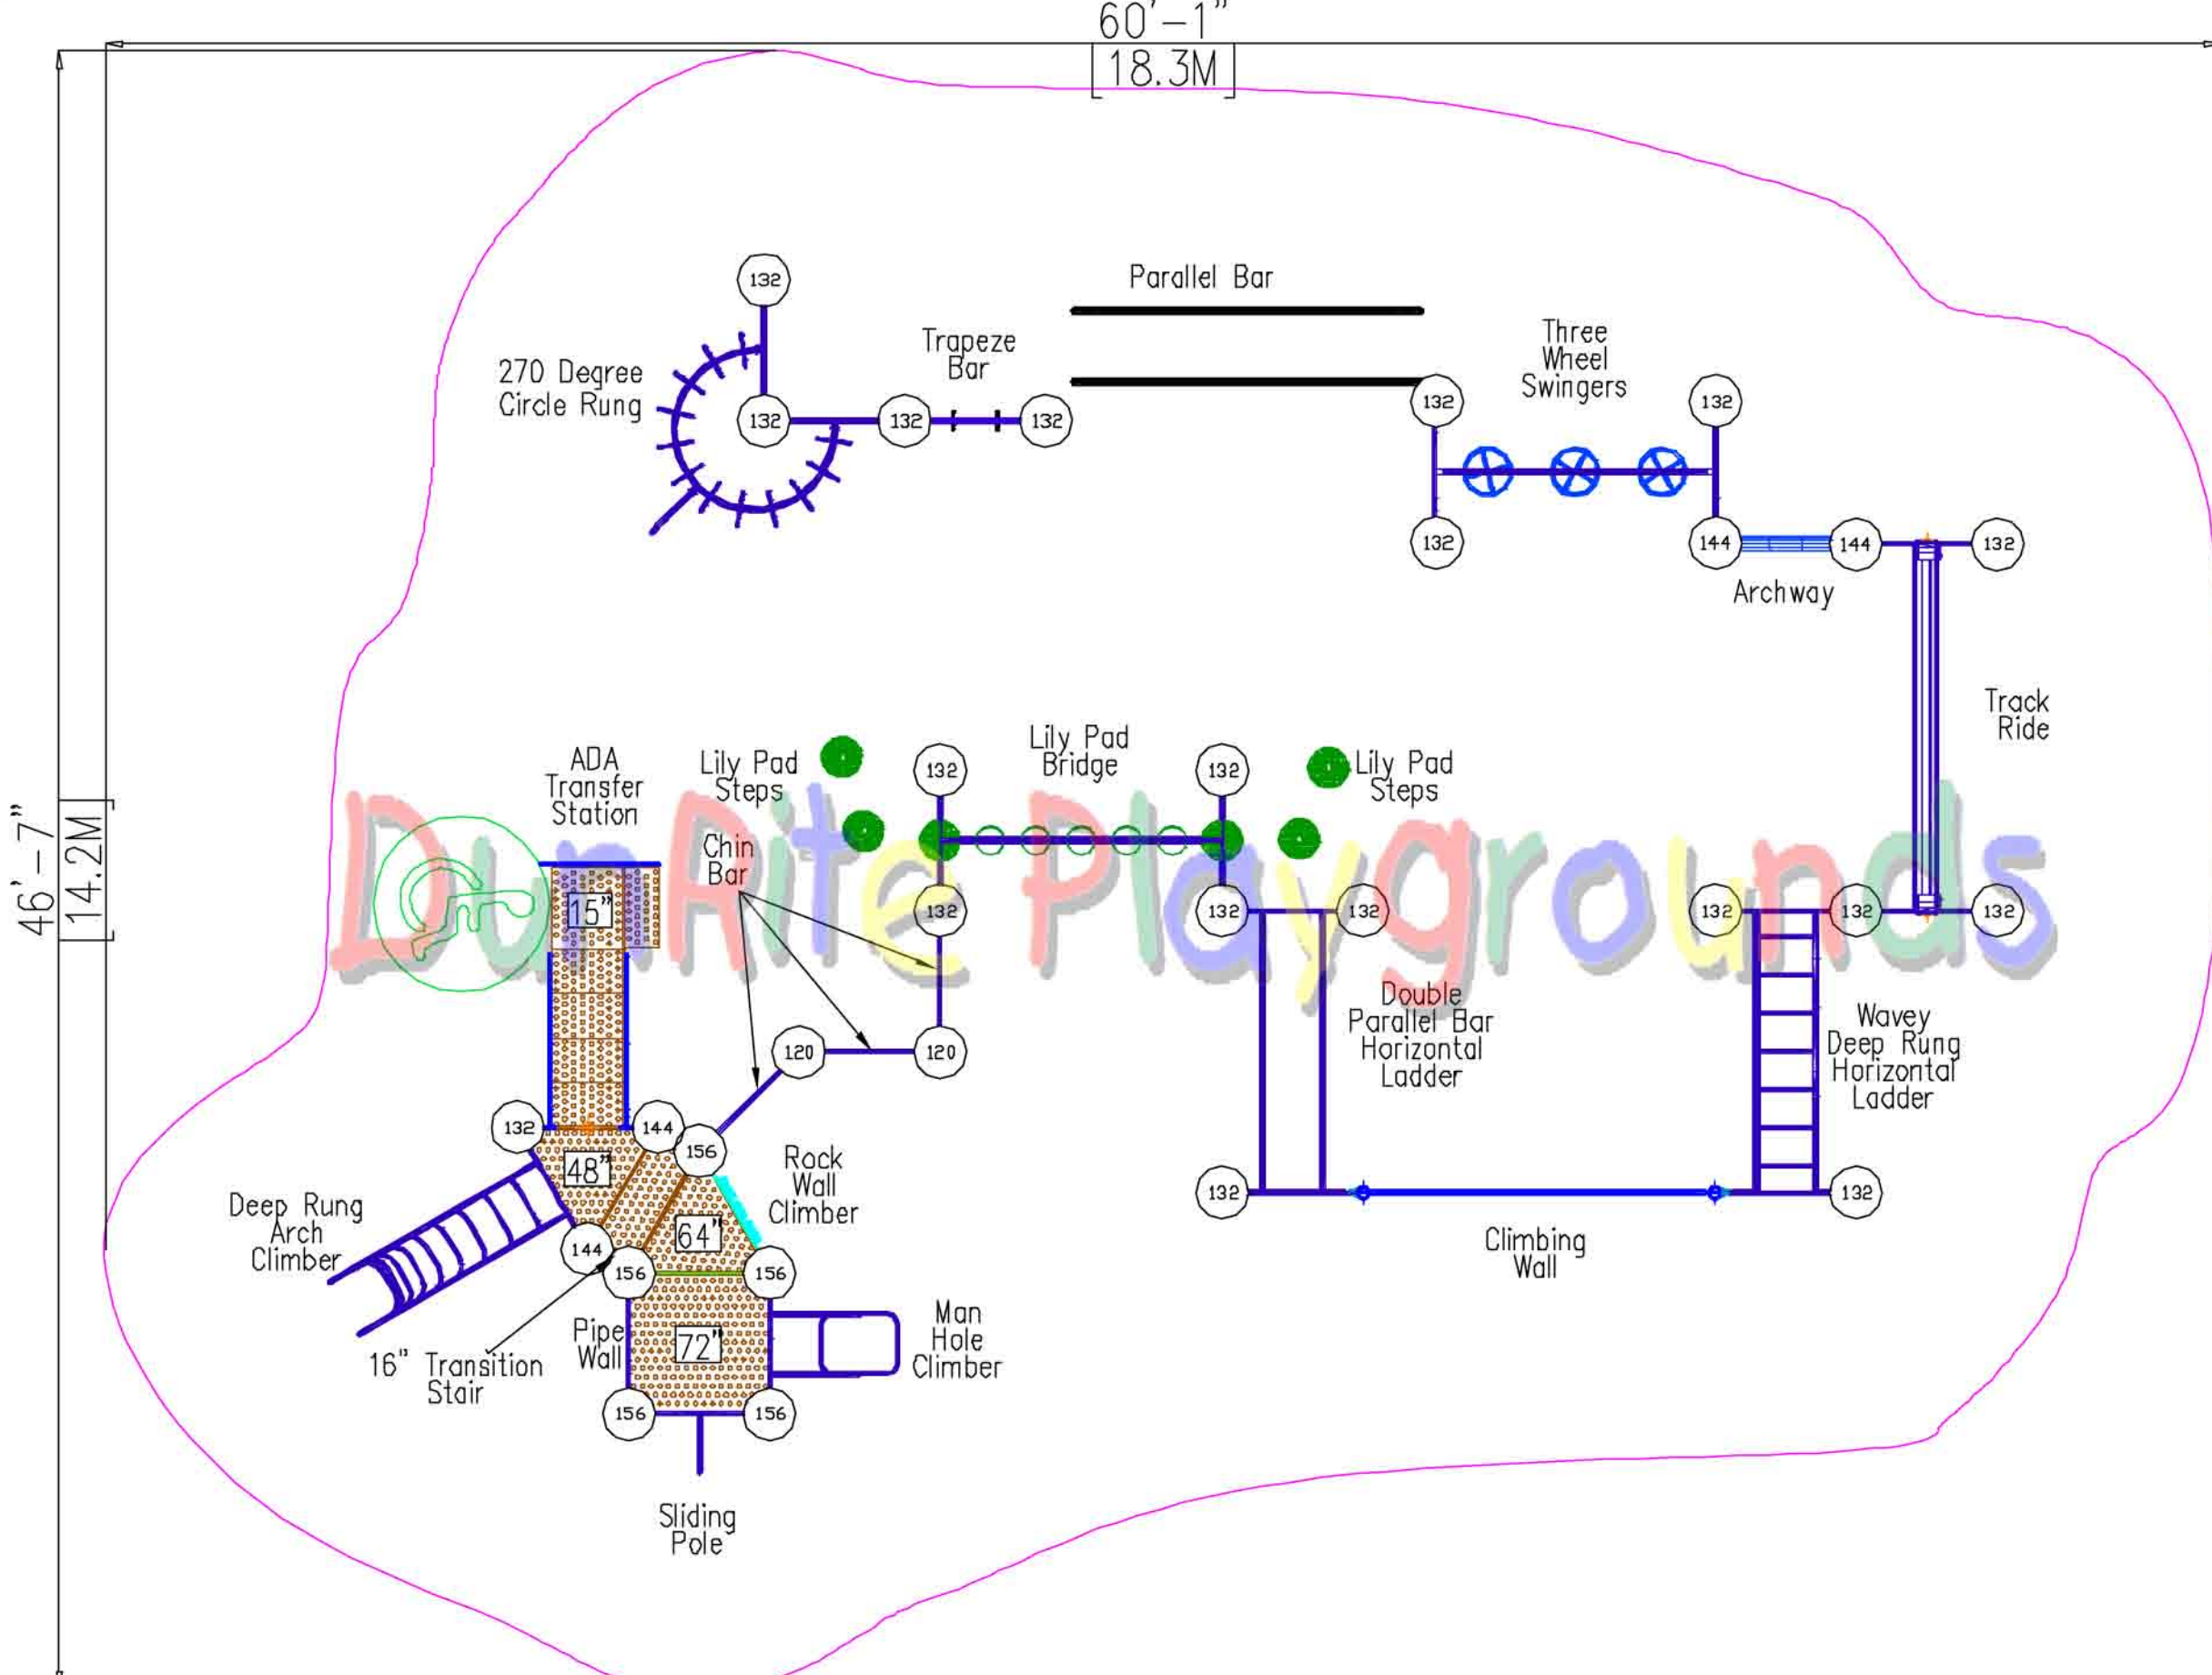 60'-1"
[18.3M]
132
Parallel Bar
Three
Wheel
Swingers
Trapeze
Bar
270 Degree
Circle Rung
132
132
132
132
132
132
144
144
132
Archway
Track
Ride
46'-7"
[14.2M]
ADA
Transfer
Station
Lily Pad
Steps
132
Lily Pad
Bridge
132
Lily Pad
Steps
Chin
Bar
DunRite Playgrounds
15"
132
132
132
132
132
132
Double
Parallel Bar
Horizontal
Ladder
Wavey
Deep Rung
Horizontal
Ladder
120
120
132
144
156
48"
Rock
Wall
Climber
Deep Rung
Arch
Climber
64"
132
132
Climbing
Wall
144
156
156
16" Transition
Stair
Pipe
Wall
72"
Man
Hole
Climber
156
156
Sliding
Pole